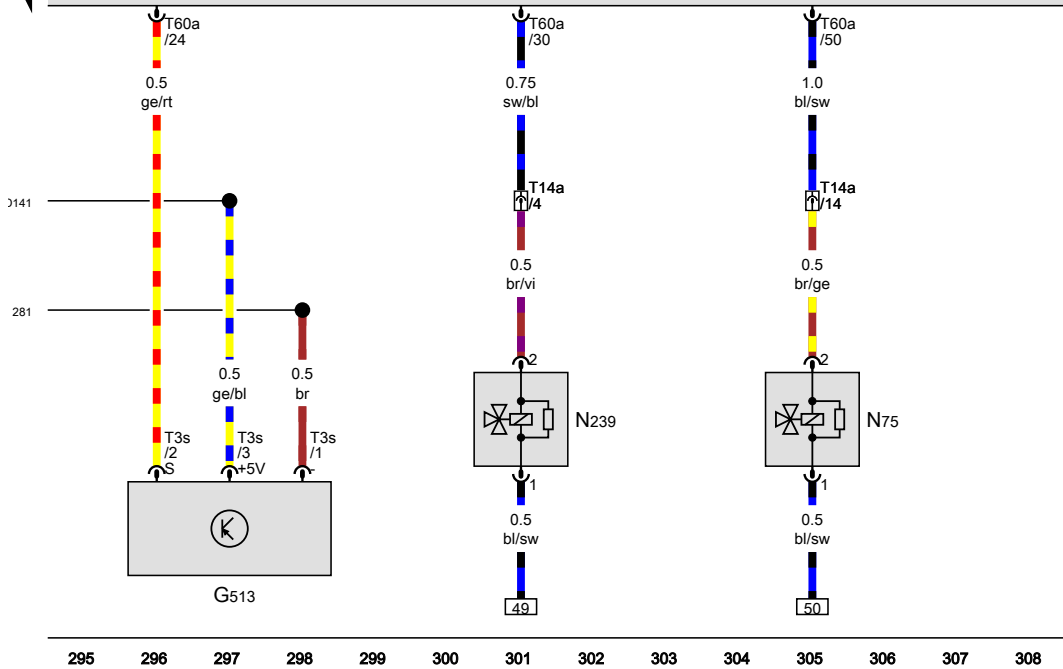 T60a
/24
T60a
/30
T60a
/50
0.5
ge/rt
0.75
sw/bl
1.0
bl/sw
T14a
/4
T14a
/14
141
0.5
br/vi
0.5
br/ge
281
2
2
0.5
ge/bl
0.5
br
N239
N75
T3s
/2
S
T3s
/3
+5V
T3s
/1
-
1
1
0.5
bl/sw
0.5
bl/sw
G513
49
50
295 296 297 298 299 300 301 302 303 304 305 306 307 308